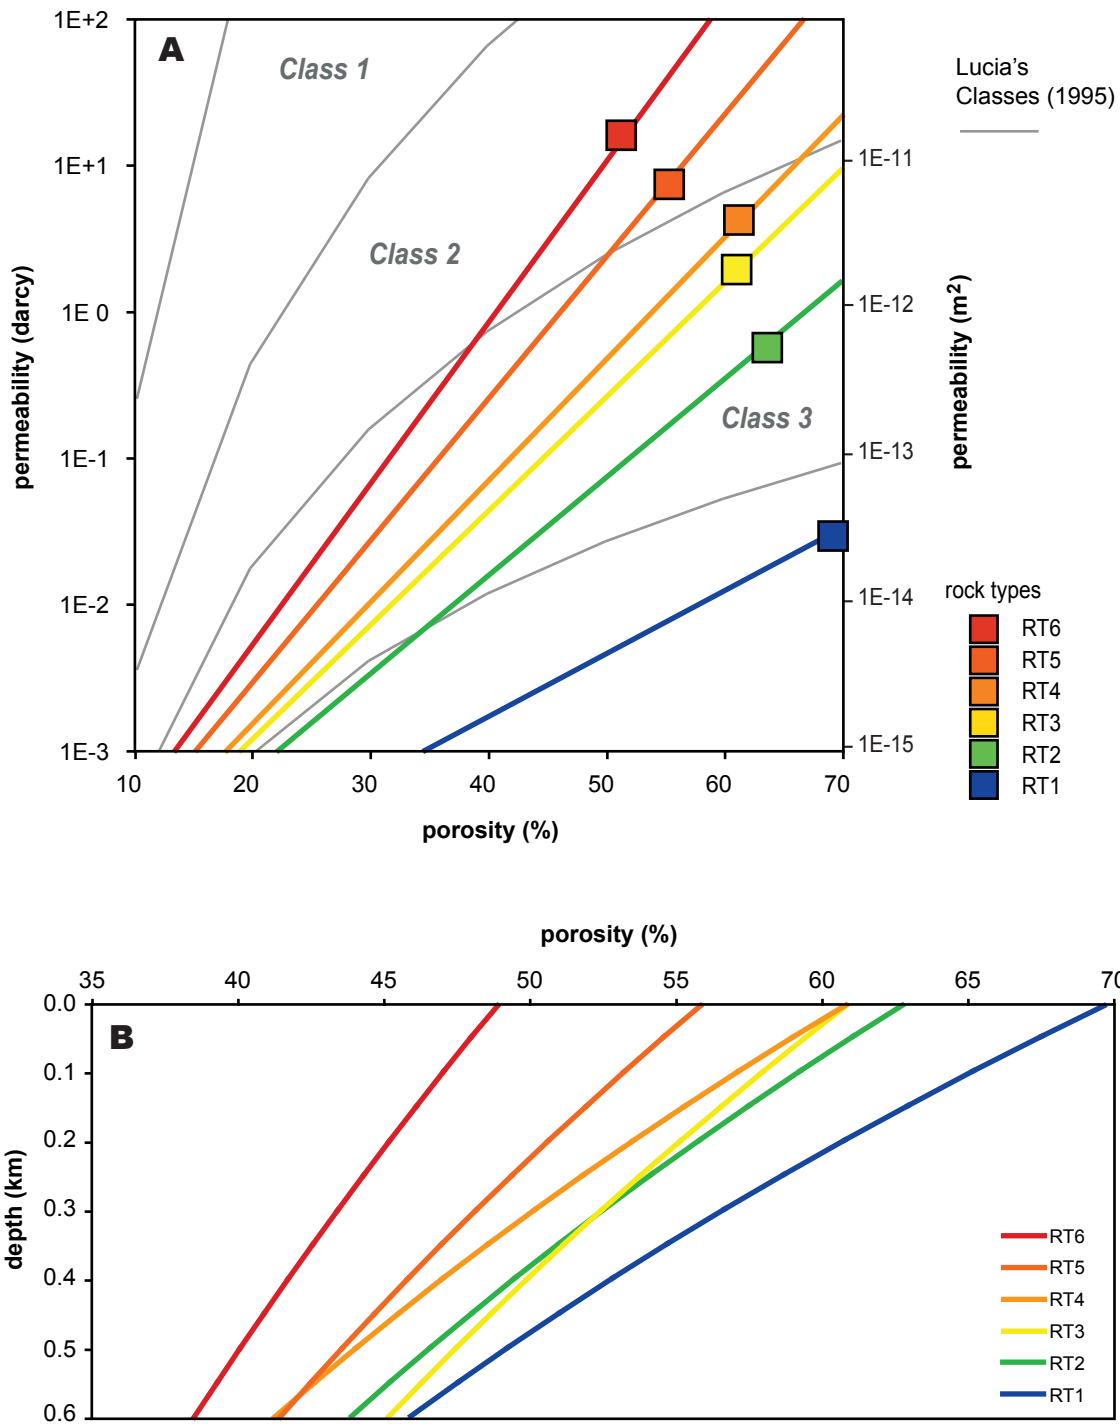 1E+2
1E+1
1E 0
1E-1
1E-2
1E-3
permeability (darcy)
A
Class 1
Class 2
Class 3
1E-11
1E-12
1E-13
1E-14
1E-15
permeability (m²)
10 20 30 40 50 60 70
porosity (%)
Lucia's
Classes (1995)
rock types
RT6
RT5
RT4
RT3
RT2
RT1
porosity (%)
35 40 45 50 55 60 65 70
B
0.0
0.1
0.2
0.3
0.4
0.5
0.6
depth (km)
RT6
RT5
RT4
RT3
RT2
RT1